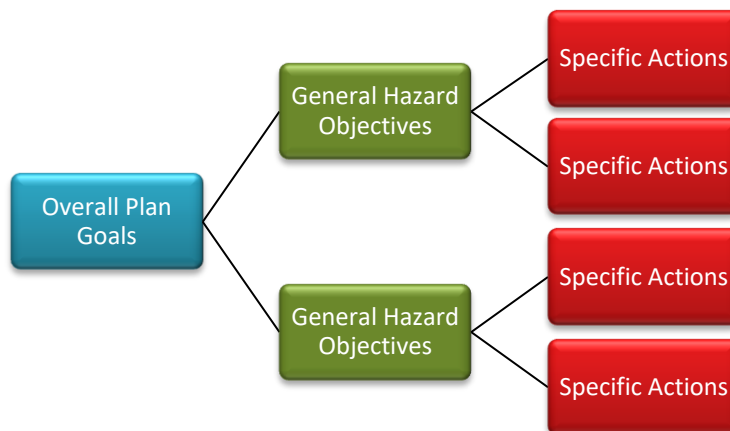 Overall Plan
Goals
General Hazard
Objectives
Specific Actions
Specific Actions
General Hazard
Objectives
Specific Actions
Specific Actions